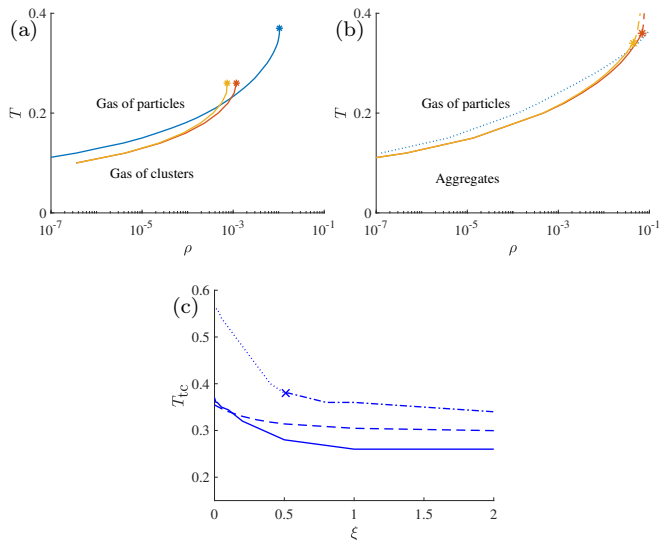 (a)
0.4
0.2
0
T
Gas of particles
Gas of clusters
10^-7
10^-5
10^-3
10^-1
ρ
(b)
0.4
0.2
0
T
Gas of particles
Aggregates
10^-7
10^-5
10^-3
10^-1
ρ
(c)
0.6
0.5
0.4
0.3
0.2
T_tc
0
0.5
1
1.5
2
ξ